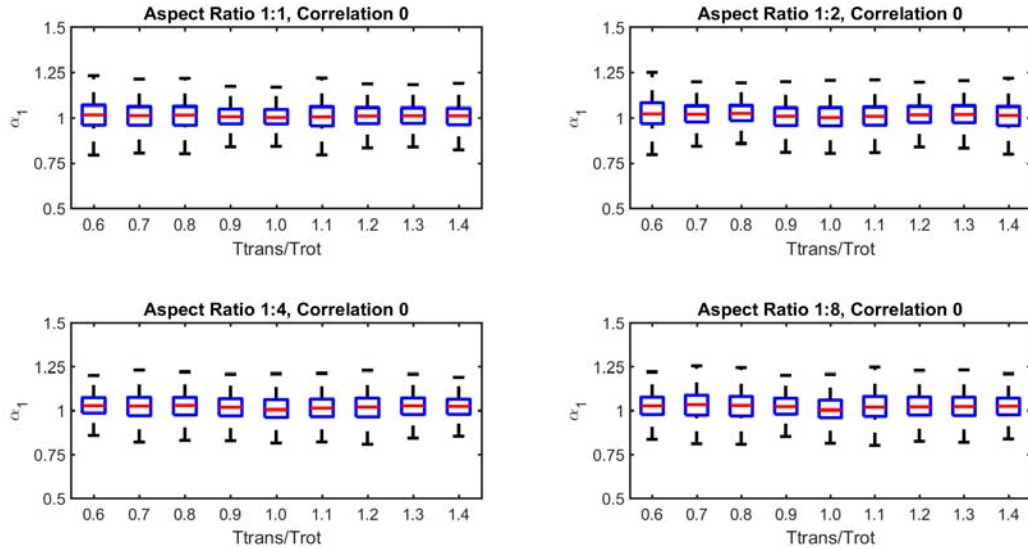 Aspect Ratio 1:1, Correlation 0
1.5
1.25
1
0.75
0.5
α1
0.6 0.7 0.8 0.9 1.0 1.1 1.2 1.3 1.4
Ttrans/Trot
Aspect Ratio 1:2, Correlation 0
1.5
1.25
1
0.75
0.5
α1
0.6 0.7 0.8 0.9 1.0 1.1 1.2 1.3 1.4
Ttrans/Trot
Aspect Ratio 1:4, Correlation 0
1.5
1.25
1
0.75
0.5
α1
0.6 0.7 0.8 0.9 1.0 1.1 1.2 1.3 1.4
Ttrans/Trot
Aspect Ratio 1:8, Correlation 0
1.5
1.25
1
0.75
0.5
α1
0.6 0.7 0.8 0.9 1.0 1.1 1.2 1.3 1.4
Ttrans/Trot